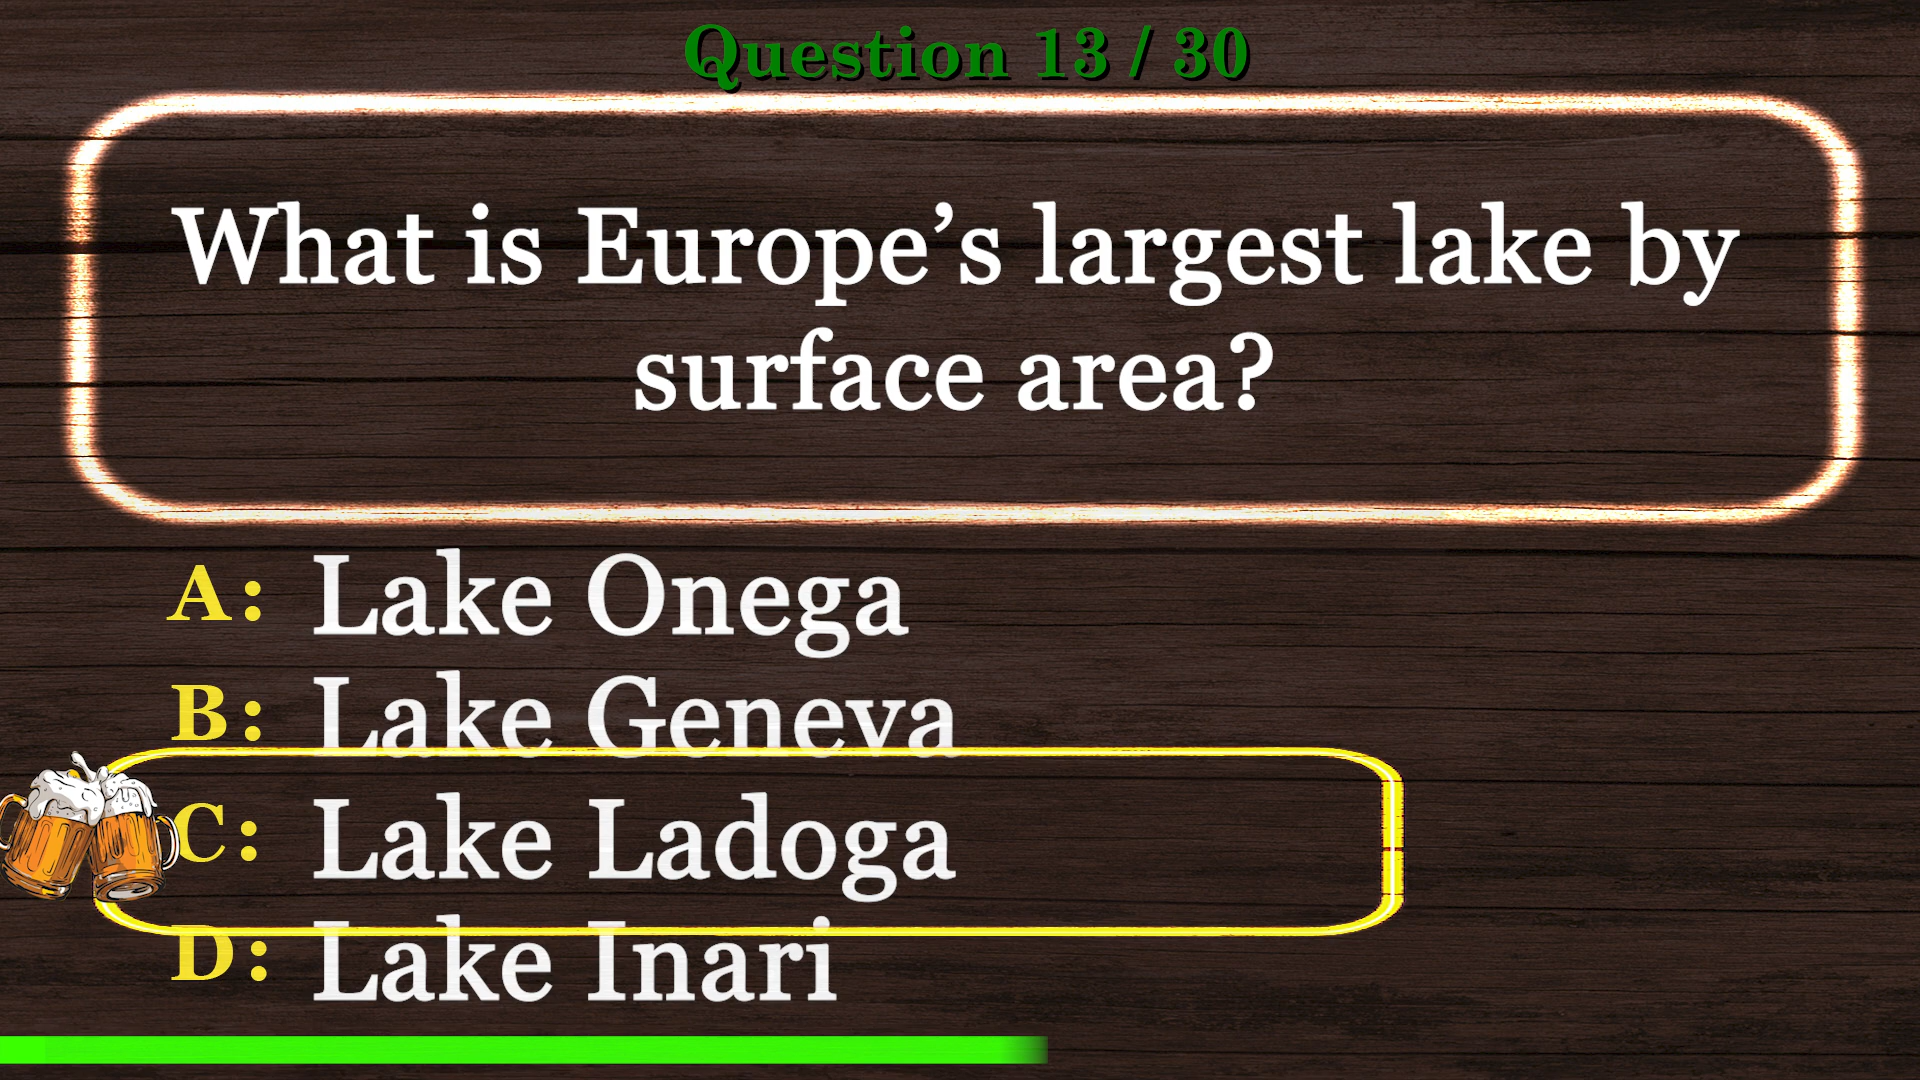 Question 13 / 30
What is Europe’s largest lake by
surface area?
A: Lake Onega
B: Lake Geneva
C: Lake Ladoga
D: Lake Inari